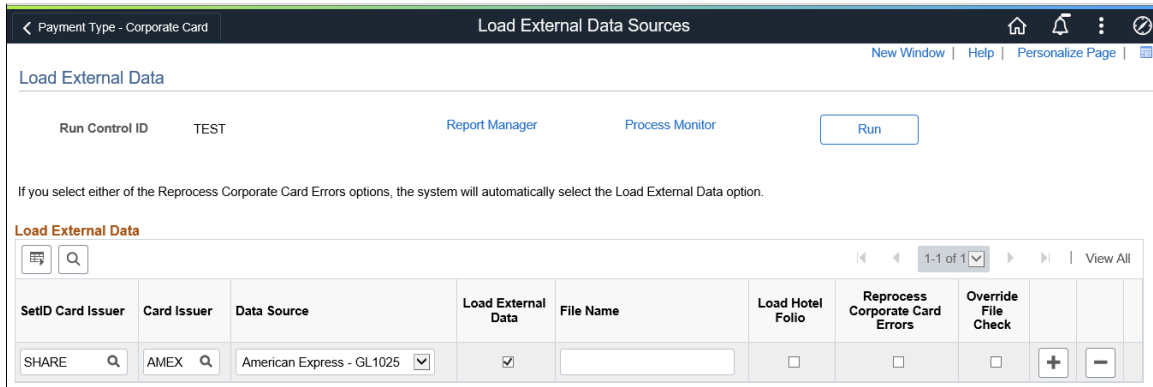 Payment Type - Corporate Card
Load External Data Sources
New Window | Help | Personalize Page |
Load External Data
Run Control ID TEST Report Manager Process Monitor Run
If you select either of the Reprocess Corporate Card Errors options, the system will automatically select the Load External Data option.
Load External Data
1-1 of 1 | View All
SetID Card Issuer Card Issuer Data Source Load External Data File Name Load Hotel Folio Reprocess Corporate Card Errors Override File Check
SHARE AMEX American Express - GL1025